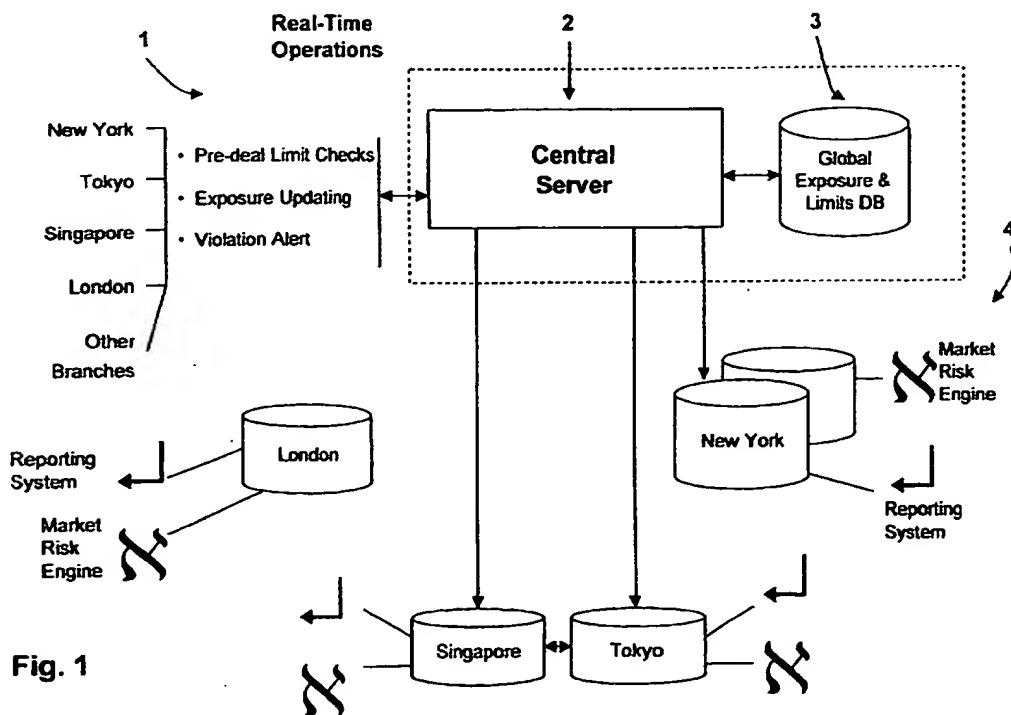 Real-Time
Operations
1
2
3
New York
Tokyo
Singapore
London
Other
Branches
• Pre-deal Limit Checks
• Exposure Updating
• Violation Alert
Central
Server
Global
Exposure &
Limits DB
4
Market
Risk
Engine
New York
Reporting
System
London
Reporting
System
Market
Risk
Engine
Singapore
Tokyo
Fig. 1